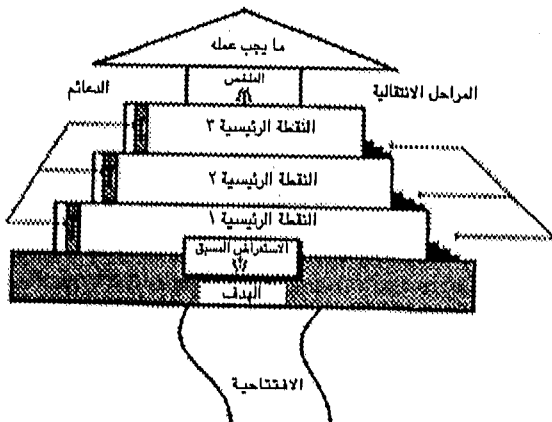 ما يجب عمله
الملخص
الدعائم
المراحل الانتقالية
النقطة الرئيسية ٣
النقطة الرئيسية ٢
النقطة الرئيسية ١
الاستعراض المسبق
الهدف
الافتتاحية